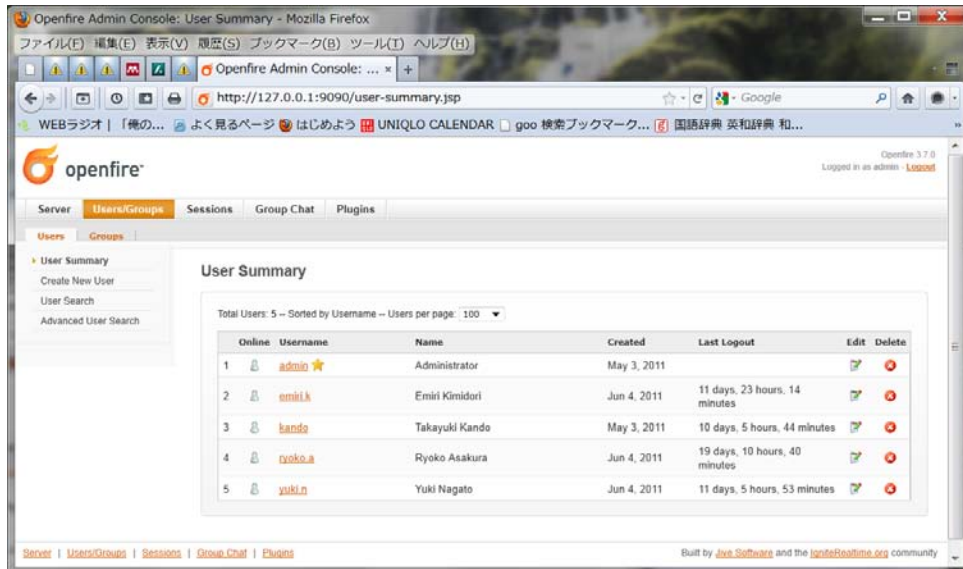 Openfire Admin Console: User Summary - Mozilla Firefox
ファイル(F) 編集(E) 表示(V) 履歴(S) ブックマーク(B) ツール(T) ヘルプ(H)
Openfire Admin Console: ... × +
http://127.0.0.1:9090/user-summary.jsp Google
WEBラジオ | 「俺の... よく見るページ はじめよう UNIQLO CALENDAR goo 検索ブックマーク... 国語辞典 英和辞典 和... »
openfire
Openfire 3.7.0
Logged in as admin - Logout
Server Users/Groups Sessions Group Chat Plugins
Users Groups
User Summary
Create New User
User Search
Advanced User Search
User Summary
Total Users: 5 -- Sorted by Username -- Users per page: 100
Online Username Name Created Last Logout Edit Delete
1 admin Administrator May 3, 2011
2 emiri.k Emiri Kimidori Jun 4, 2011 11 days, 23 hours, 14 minutes
3 kando Takayuki Kando May 3, 2011 10 days, 5 hours, 44 minutes
4 ryoko.a Ryoko Asakura Jun 4, 2011 19 days, 10 hours, 40 minutes
5 yuki.n Yuki Nagato Jun 4, 2011 11 days, 5 hours, 53 minutes
Server | Users/Groups | Sessions | Group Chat | Plugins
Built by Jive Software and the IgniteRealtime.org community